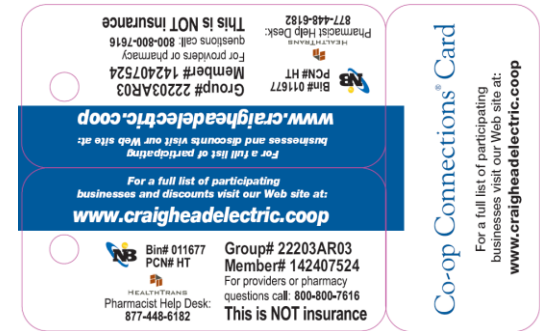 This is NOT insurance
questions call: 800-800-7616
For providers or pharmacy
Member# 142407524
Group# 22203AR03
877-448-6182
Pharmacist Help Desk:
HEALTHTRANS
PCN# HT
Bin# 011677
NB
www.craigheadelectric.coop
businesses and discounts visit our Web site at:
For a full list of participating
For a full list of participating
businesses and discounts visit our Web site at:
www.craigheadelectric.coop
NB
Bin# 011677
PCN# HT
HEALTHTRANS
Pharmacist Help Desk:
877-448-6182
Group# 22203AR03
Member# 142407524
For providers or pharmacy
questions call: 800-800-7616
This is NOT insurance
Co-op Connections® Card
For a full list of participating
businesses visit our Web site at:
www.craigheadelectric.coop